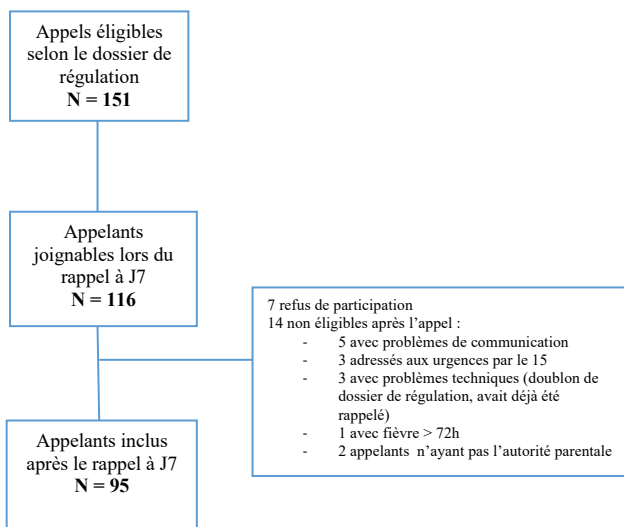 Appels éligibles
selon le dossier de
régulation
N = 151
Appelants
joignables lors du
rappel à J7
N = 116
7 refus de participation
14 non éligibles après l’appel :
- 5 avec problèmes de communication
- 3 adressés aux urgences par le 15
- 3 avec problèmes techniques (doublon de
dossier de régulation, avait déjà été
rappelé)
- 1 avec fièvre > 72h
- 2 appelants n’ayant pas l’autorité parentale
Appelants inclus
après le rappel à J7
N = 95